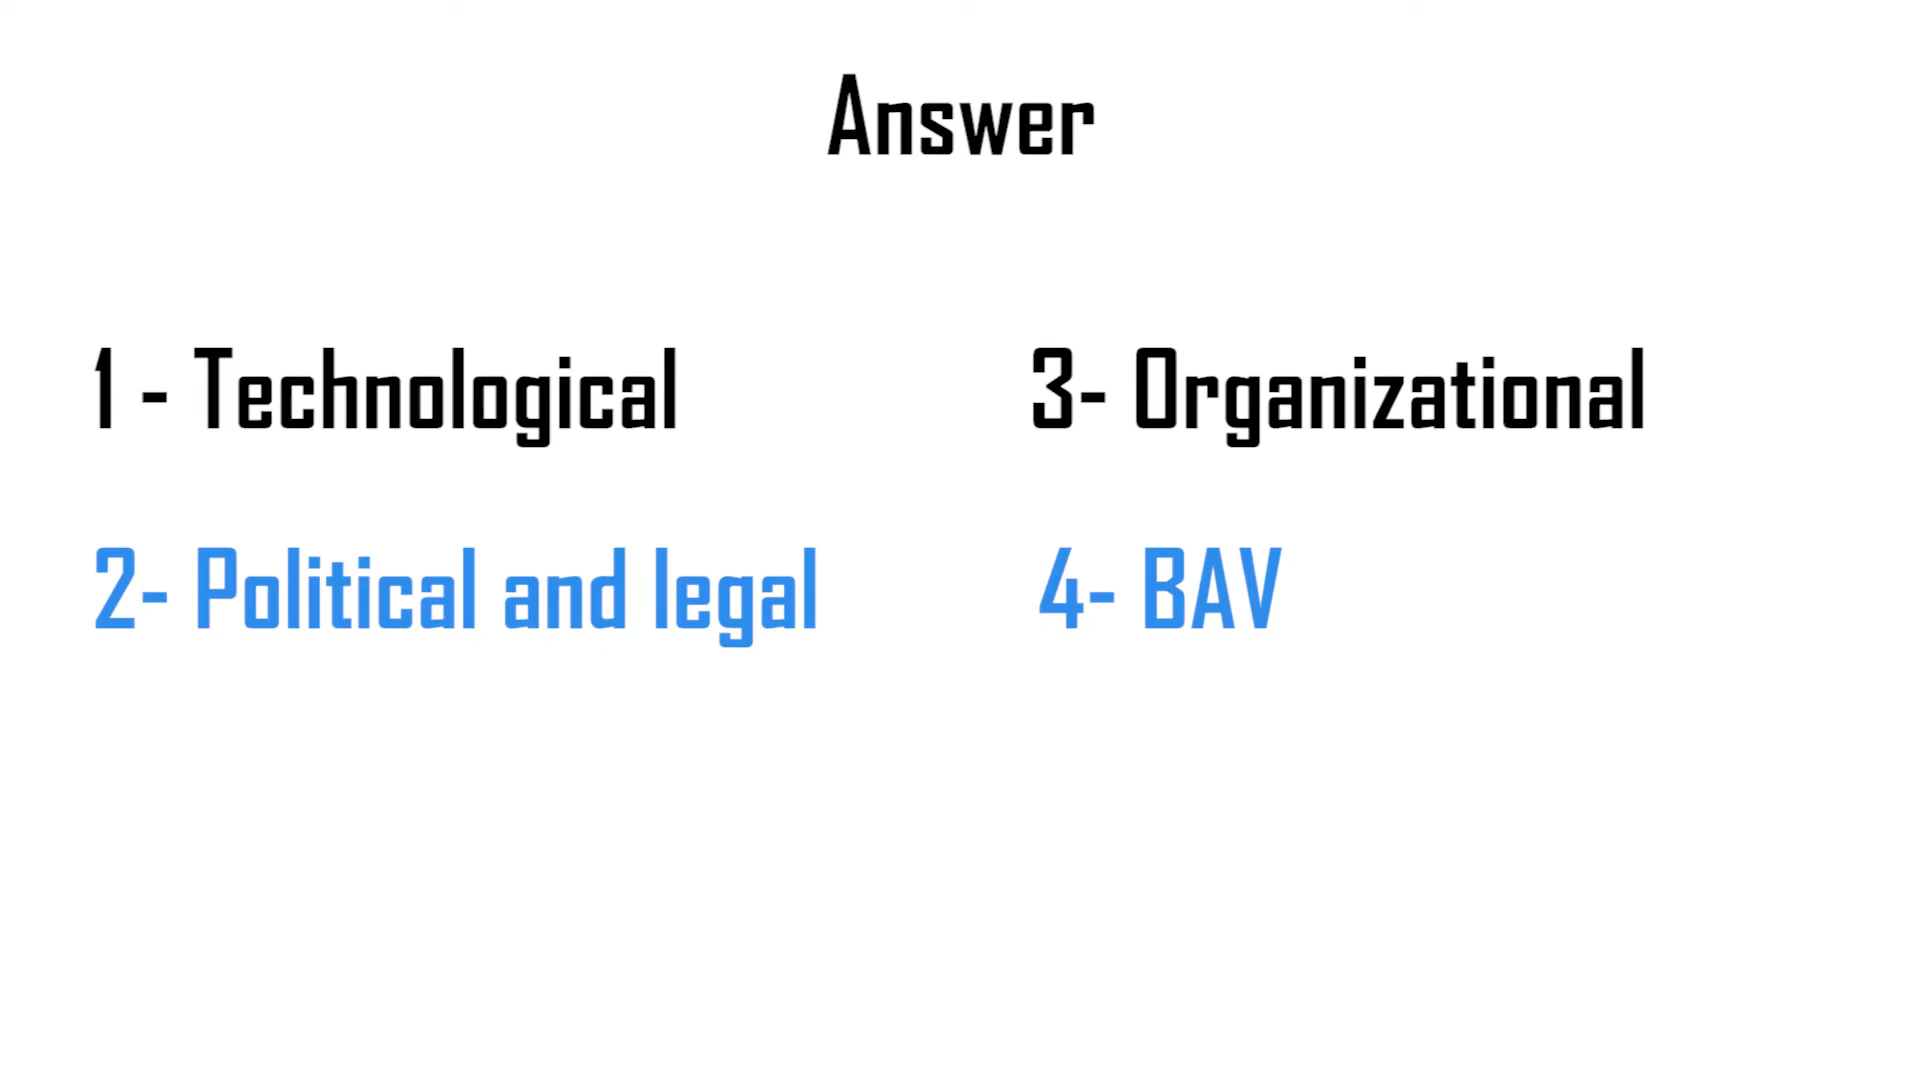 Answer
1 - Technological
2- Political and legal
3- Organizational
4- BAV